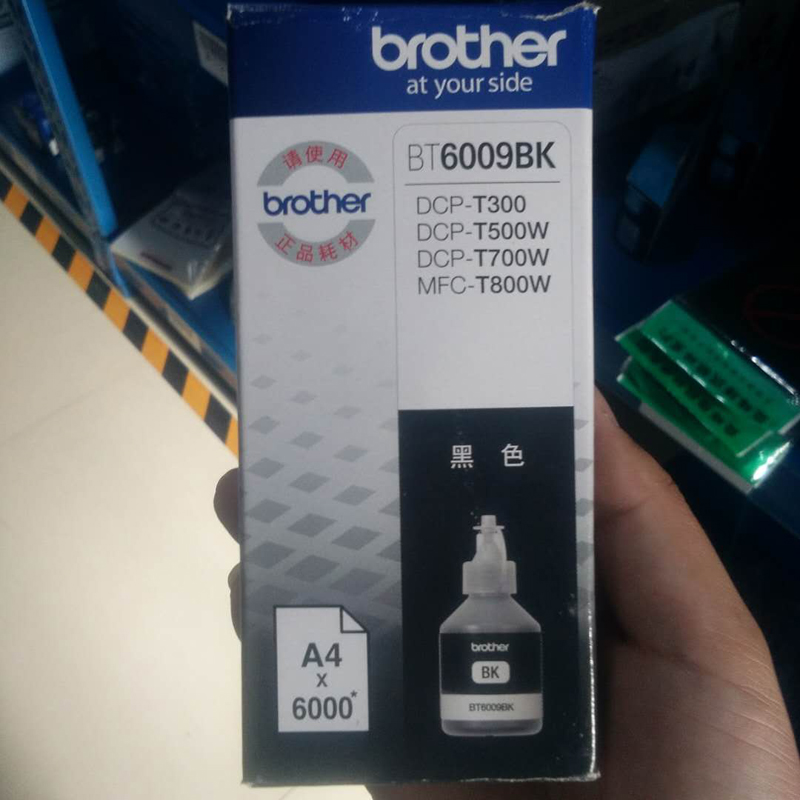 brother
at your side
请使用
brother
正品耗材
BT6009BK
DCP-T300
DCP-T500W
DCP-T700W
MFC-T800W
黑色
A4
x
6000*
brother
BK
BT6009BK